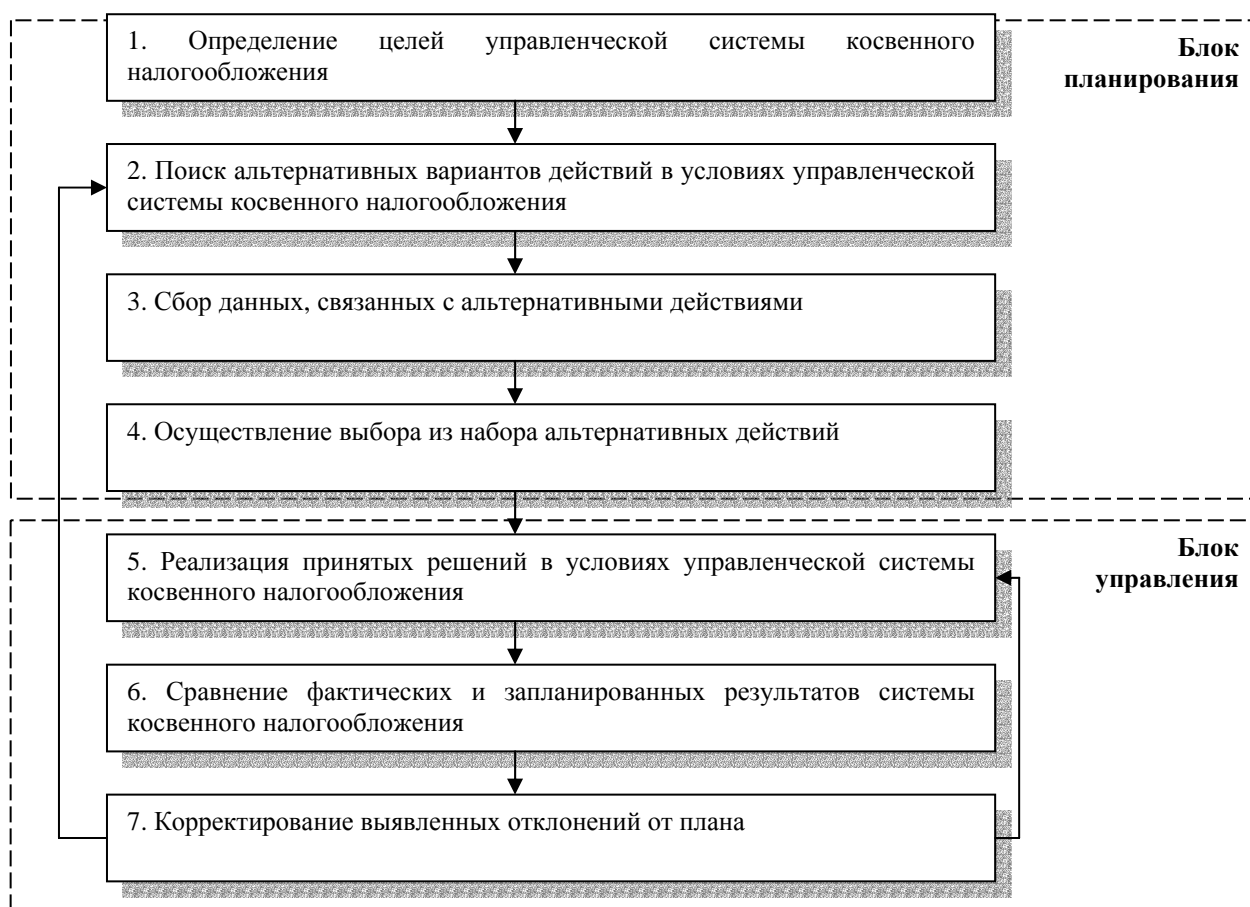 1. Определение целей управленческой системы косвенного
налогообложения
Блок
планирования
2. Поиск альтернативных вариантов действий в условиях управленческой
системы косвенного налогообложения
3. Сбор данных, связанных с альтернативными действиями
4. Осуществление выбора из набора альтернативных действий
5. Реализация принятых решений в условиях управленческой системы
косвенного налогообложения
Блок
управления
6. Сравнение фактических и запланированных результатов системы
косвенного налогообложения
7. Корректирование выявленных отклонений от плана